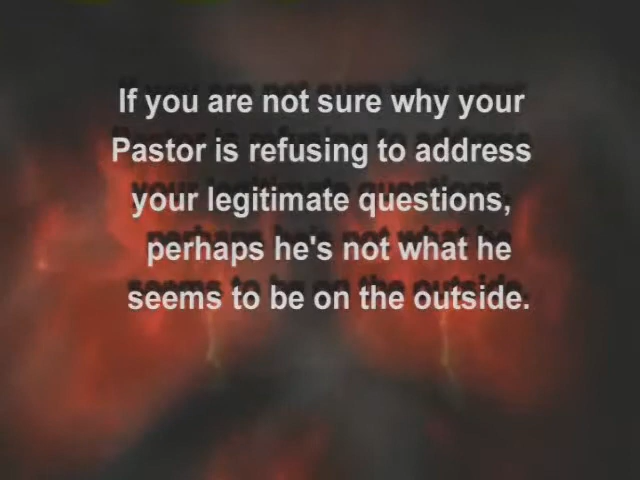 If you are not sure why your
Pastor is refusing to address
your legitimate questions,
perhaps he's not what he
seems to be on the outside.